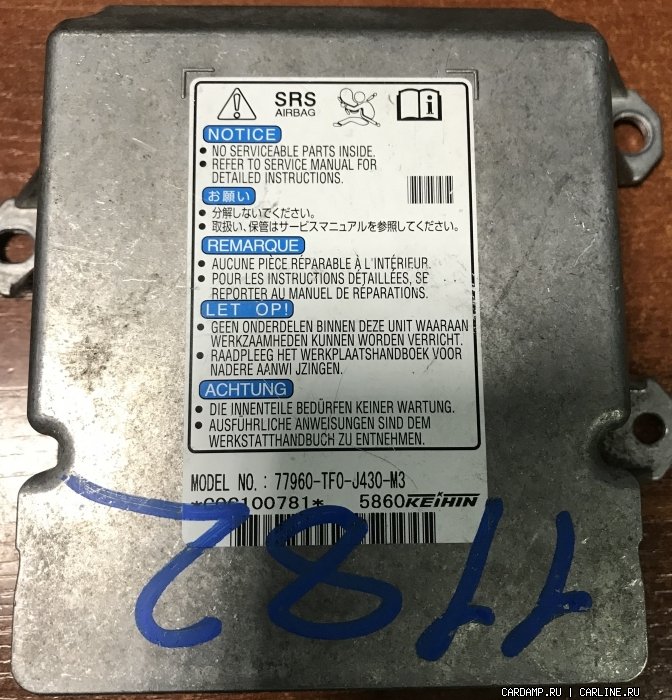 SRS
AIRBAG
NOTICE
• NO SERVICEABLE PARTS INSIDE.
• REFER TO SERVICE MANUAL FOR
DETAILED INSTRUCTIONS.
お願い
• 分解しないでください。
• 取扱い、保管はサービスマニュアルを参照してください。
REMARQUE
• AUCUNE PIÈCE RÉPARABLE À L'INTÉRIEUR.
• POUR LES INSTRUCTIONS DÉTAILLÉES, SE
REPORTER AU MANUEL DE RÉPARATIONS.
LET OP!
• GEEN ONDERDELEN BINNEN DEZE UNIT WAARAAN
WERKZAAMHEDEN KUNNEN WORDEN VERRICHT.
• RAADPLEEG HET WERKPLAATSHANDBOEK VOOR
NADERE AANWI JZINGEN.
ACHTUNG
• DIE INNENTEILE BEDÜRFEN KEINER WARTUNG.
• AUSFÜHRLICHE ANWEISUNGEN SIND DEM
WERKSTATTHANDBUCH ZU ENTNEHMEN.
MODEL NO. : 77960-TF0-J430-M3
5860 KEIHIN
CARDAMP.RU | CARLINE.RU